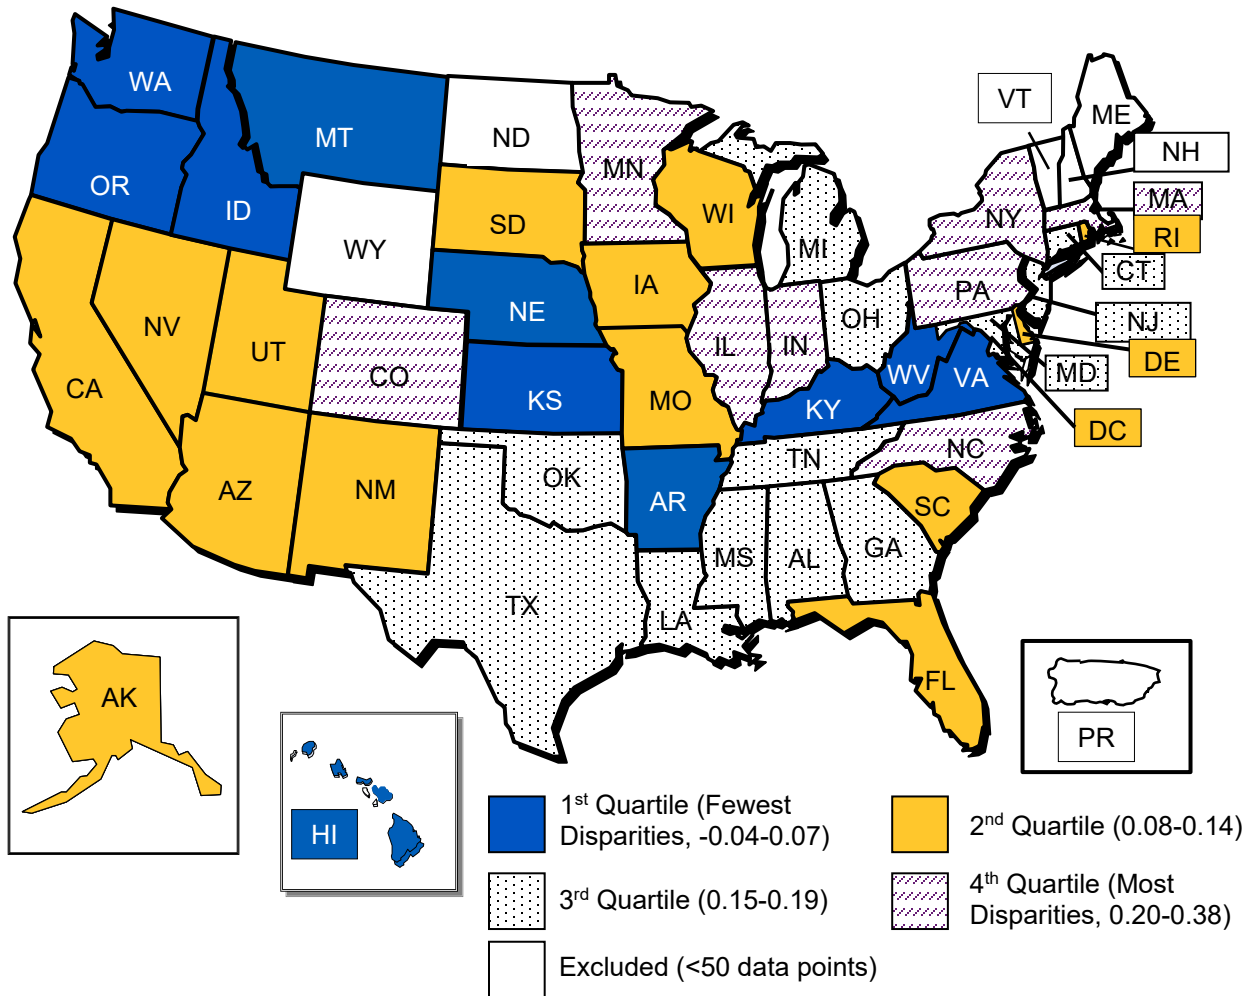 WA
MT
ND
MN
VT
ME
NH
OR
ID
WY
SD
WI
MI
NY
MA
RI
CT
NV
UT
CO
NE
IA
IL
IN
OH
PA
NJ
DE
CA
KS
MO
KY
WV
VA
MD
DC
AZ
NM
OK
AR
TN
NC
SC
TX
LA
MS
AL
GA
FL
AK
HI
PR
1st Quartile (Fewest
Disparities, -0.04-0.07)
2nd Quartile (0.08-0.14)
3rd Quartile (0.15-0.19)
4th Quartile (Most
Disparities, 0.20-0.38)
Excluded (<50 data points)